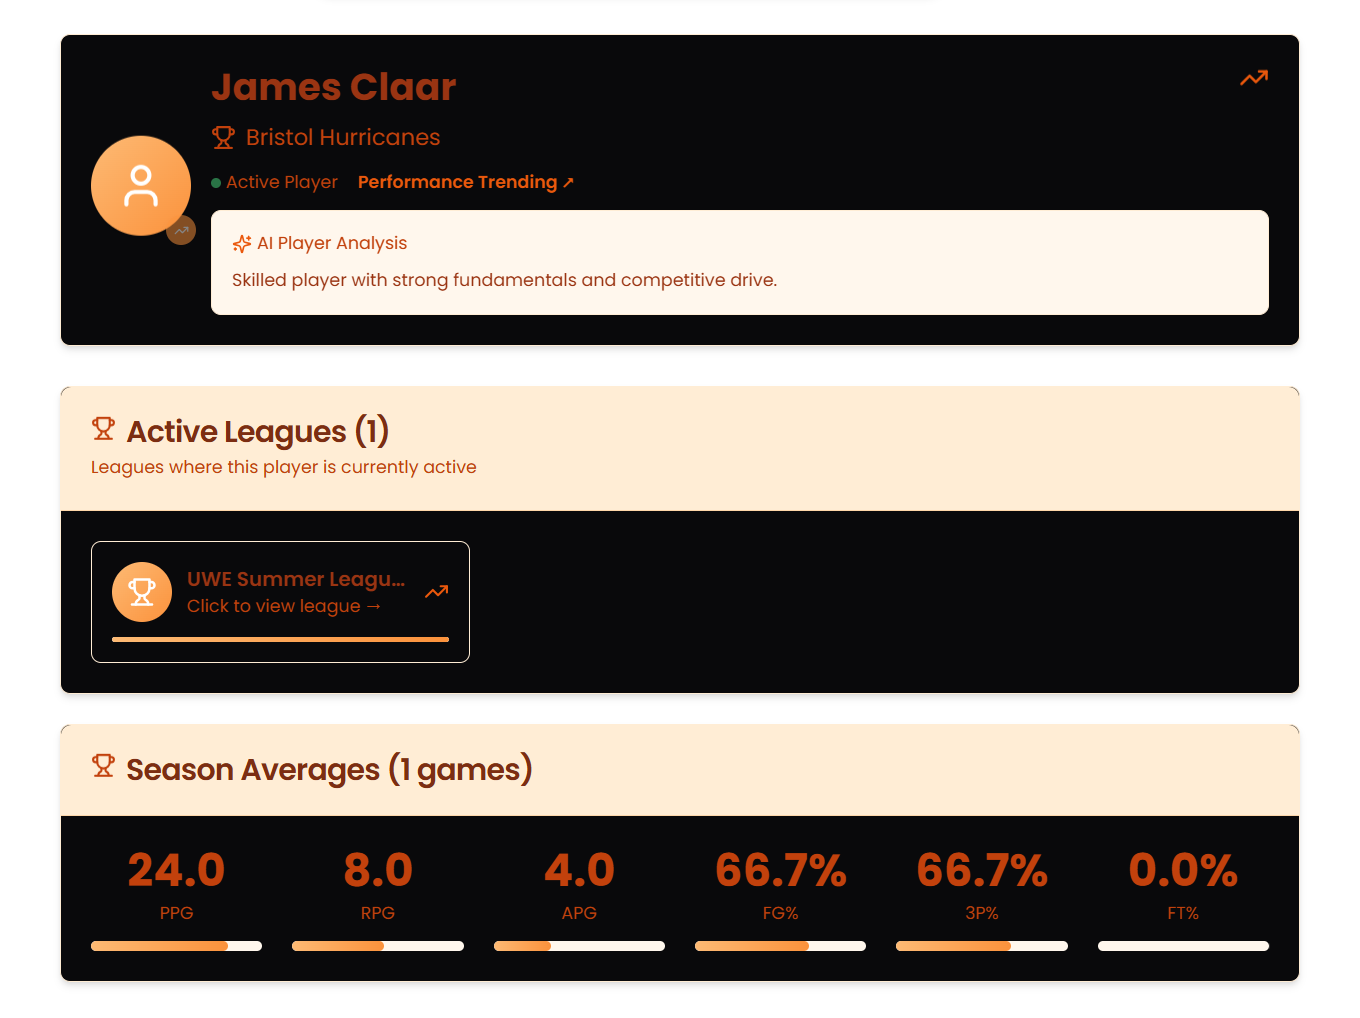 James Claar
Bristol Hurricanes
Active Player Performance Trending ↗
AI Player Analysis
Skilled player with strong fundamentals and competitive drive.
Active Leagues (1)
Leagues where this player is currently active
UWE Summer Leagu...
Click to view league →
Season Averages (1 games)
24.0 8.0 4.0 66.7% 66.7% 0.0%
PPG RPG APG FG% 3P% FT%